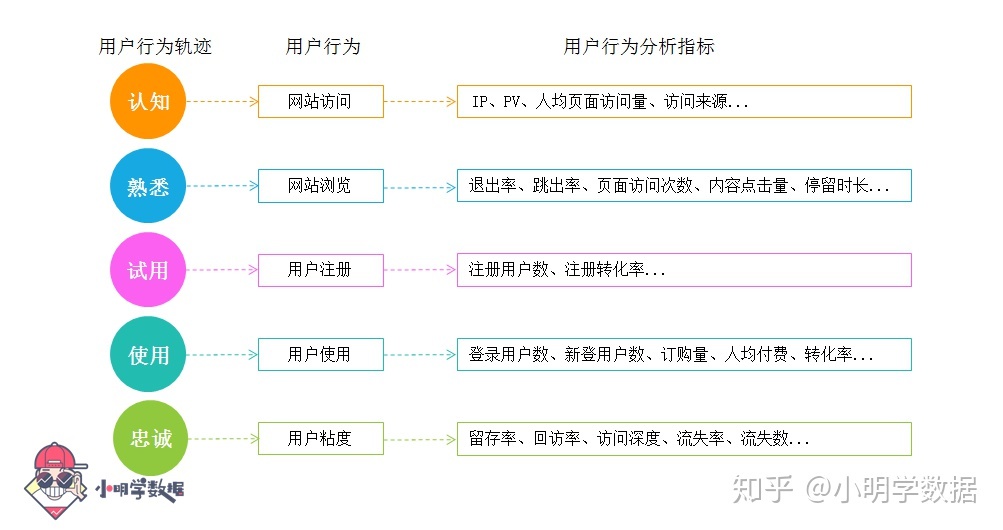 用户行为轨迹 用户行为 用户行为分析指标
认知 网站访问 IP、PV、人均页面访问量、访问来源...
熟悉 网站浏览 退出率、跳出率、页面访问次数、内容点击量、停留时长...
试用 用户注册 注册用户数、注册转化率...
使用 用户使用 登录用户数、新登用户数、订购量、人均付费、转化率...
忠诚 用户粘度 留存率、回访率、访问深度、流失率、流失数...
小明学数据
知乎 @小明学数据